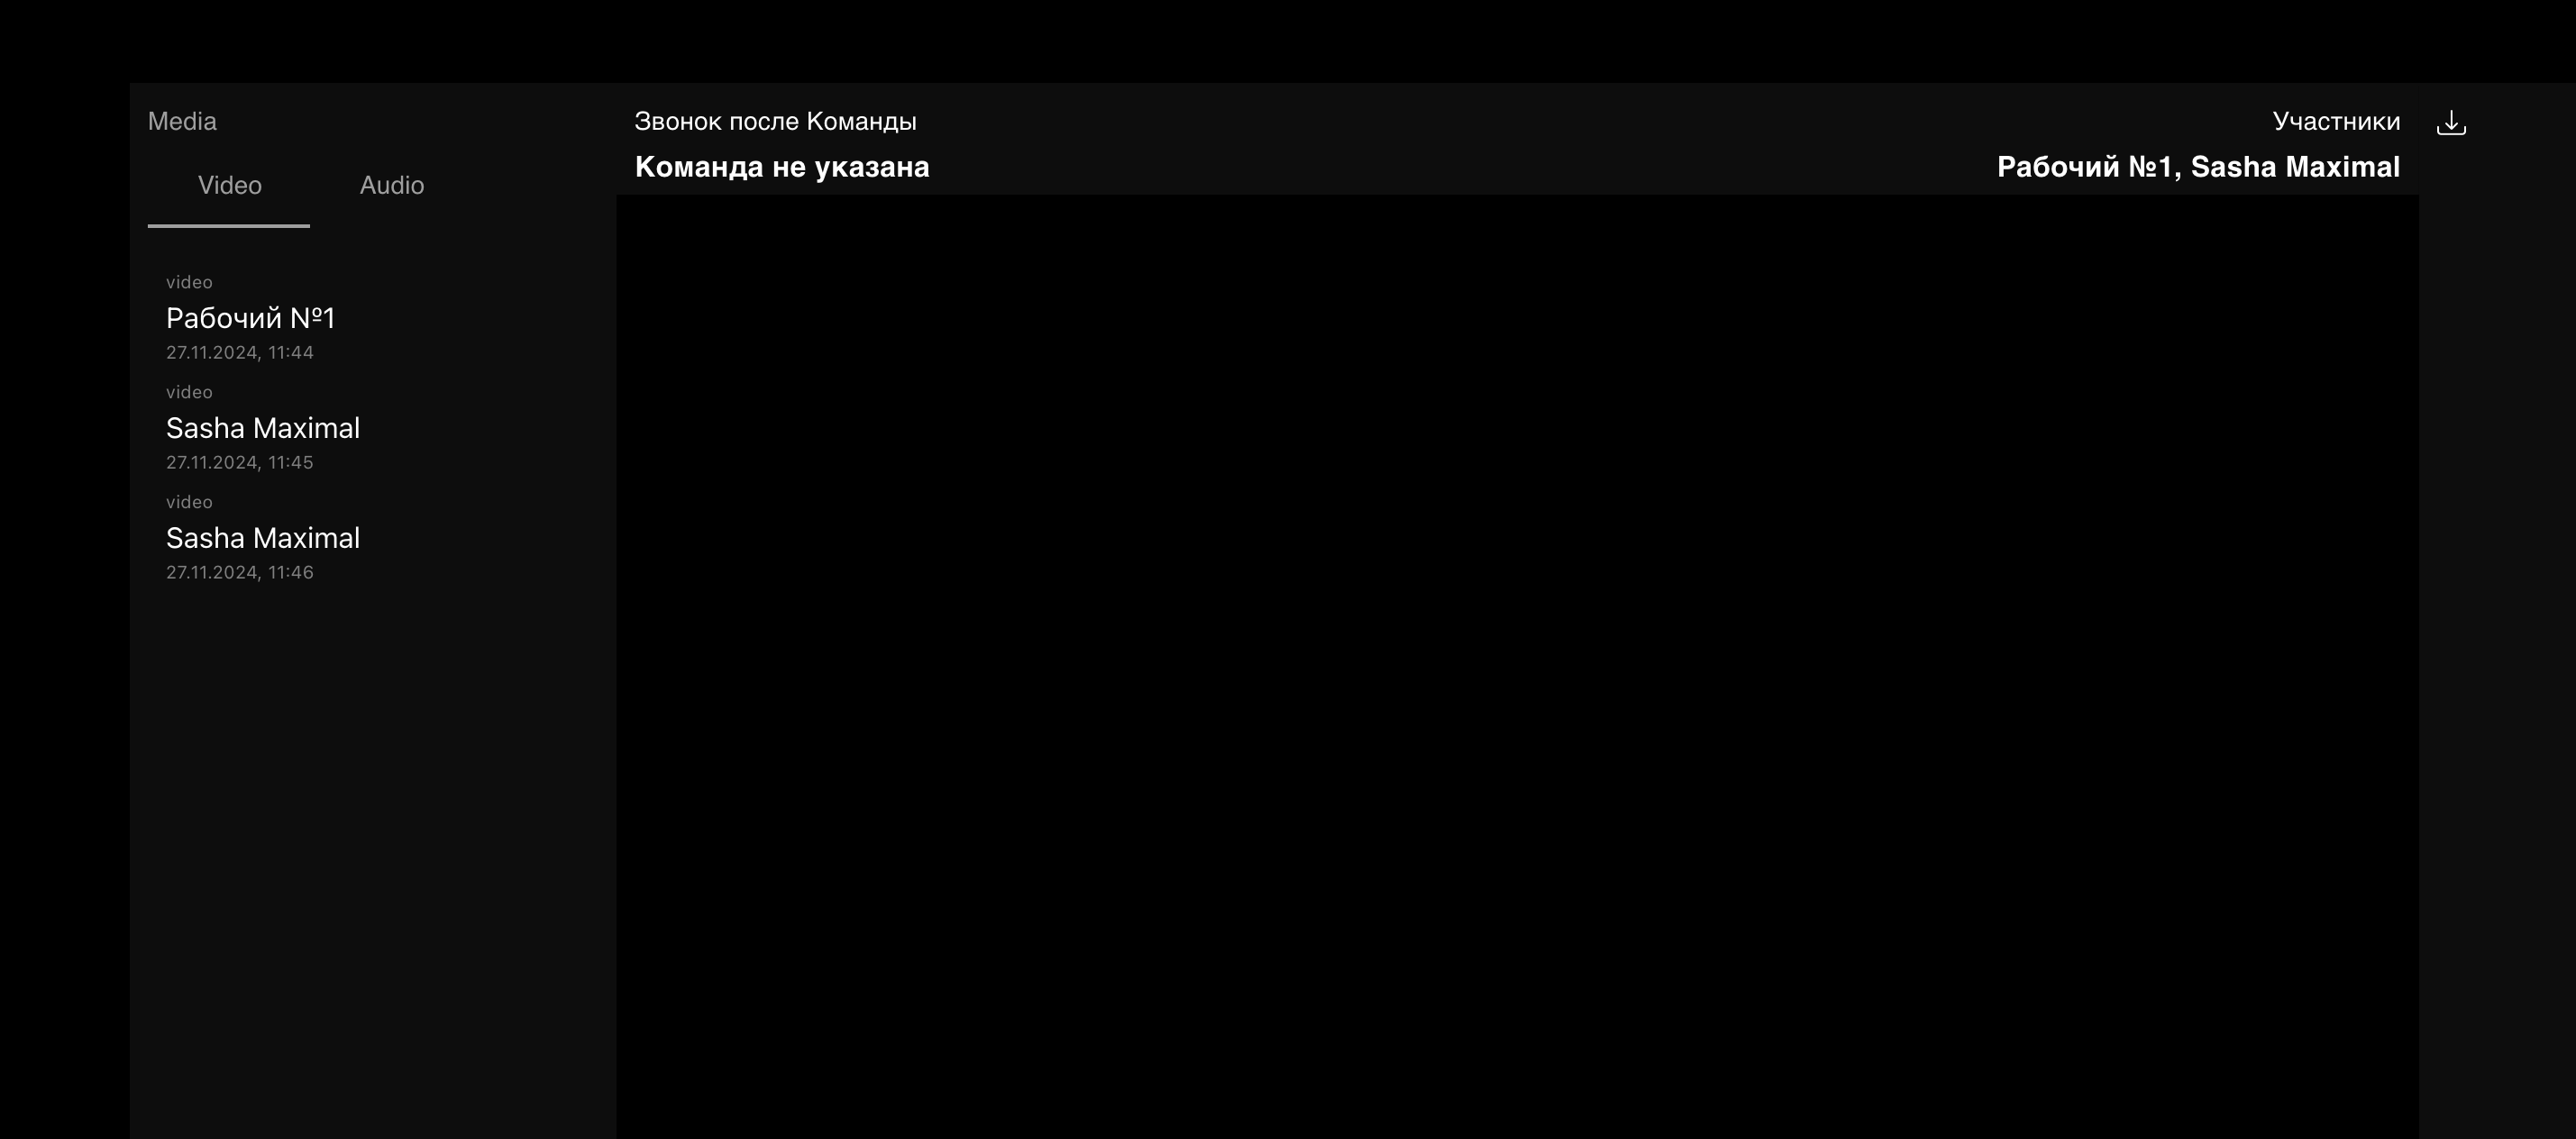 Media
Video
Audio
video
Рабочий №1
27.11.2024, 11:44
video
Sasha Maximal
27.11.2024, 11:45
video
Sasha Maximal
27.11.2024, 11:46
Звонок после Команды
Команда не указана
Участники
Рабочий №1, Sasha Maximal